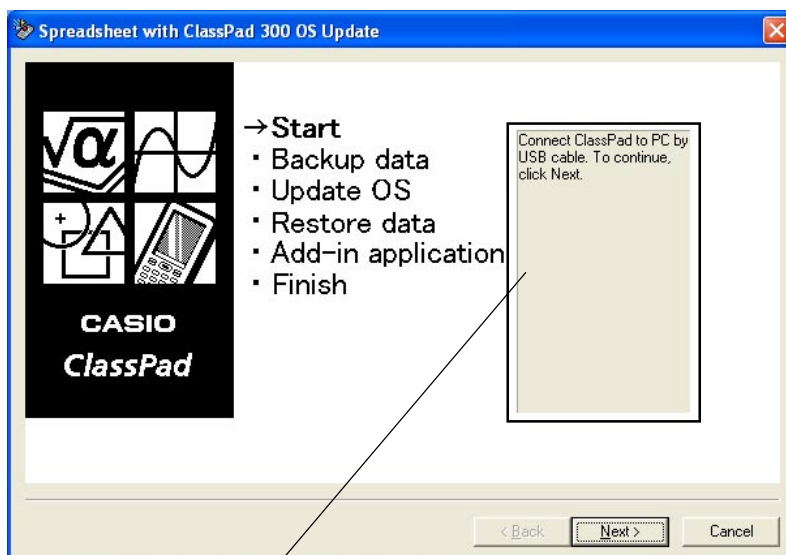 Spreadsheet with ClassPad 300 OS Update
√α
CASIO
ClassPad
→Start
・Backup data
・Update OS
・Restore data
・Add-in application
・Finish
Connect ClassPad to PC by
USB cable. To continue,
click Next.
< Back
Next >
Cancel